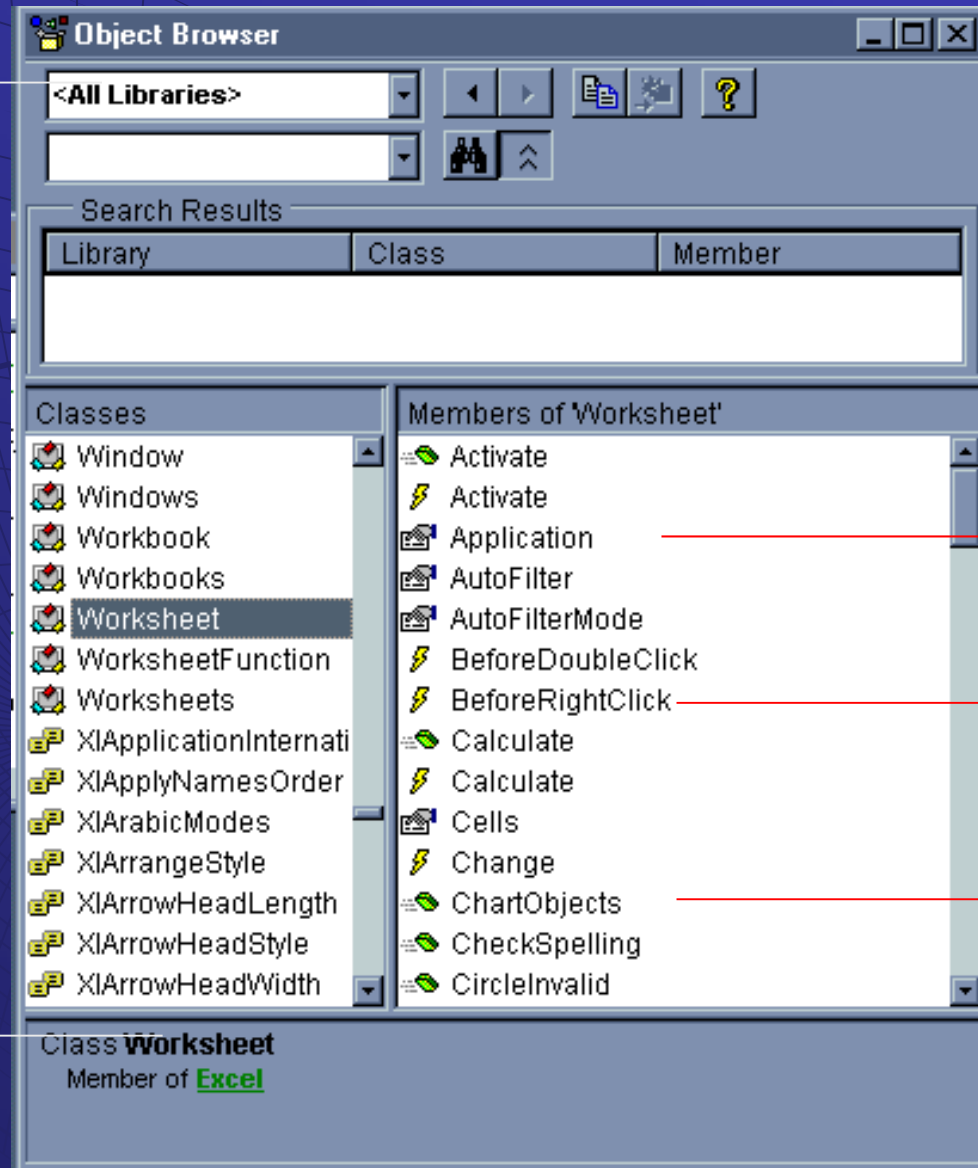 Object Browser
<All Libraries>
Search Results
Library Class Member
Classes
Window
Windows
Workbook
Workbooks
Worksheet
WorksheetFunction
Worksheets
XlApplicationInternati
XlApplyNamesOrder
XlArabicModes
XlArrangeStyle
XlArrowHeadLength
XlArrowHeadStyle
XlArrowHeadWidth
Members of 'Worksheet'
Activate
Activate
Application
AutoFilter
AutoFilterMode
BeforeDoubleClick
BeforeRightClick
Calculate
Calculate
Cells
Change
ChartObjects
CheckSpelling
CircleInvalid
Class Worksheet
Member of Excel